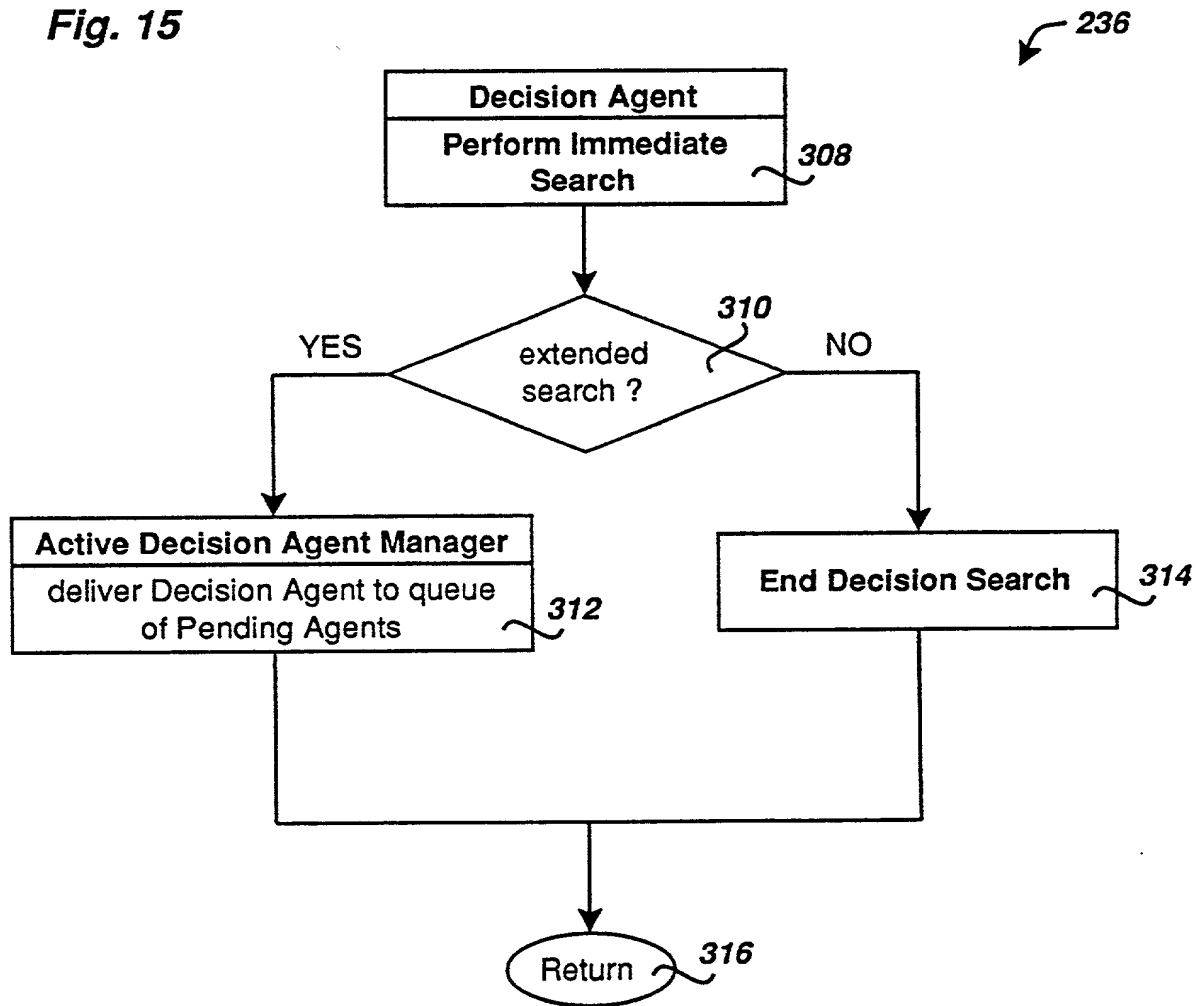 Fig. 15
236
Decision Agent
Perform Immediate
Search
308
310
extended
search ?
YES
NO
Active Decision Agent Manager
deliver Decision Agent to queue
of Pending Agents
312
End Decision Search
314
Return
316